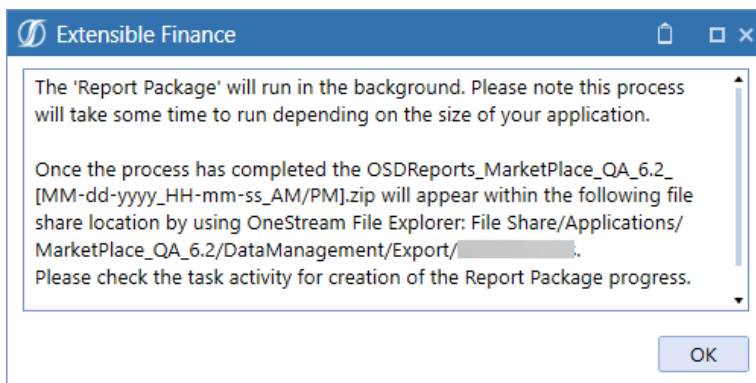 Extensible Finance
The 'Report Package' will run in the background. Please note this process
will take some time to run depending on the size of your application.
Once the process has completed the OSDReports_MarketPlace_QA_6.2_
[MM-dd-yyyy_HH-mm-ss_AM/PM].zip will appear within the following file
share location by using OneStream File Explorer: File Share/Applications/
MarketPlace_QA_6.2/DataManagement/Export/
Please check the task activity for creation of the Report Package progress.
OK